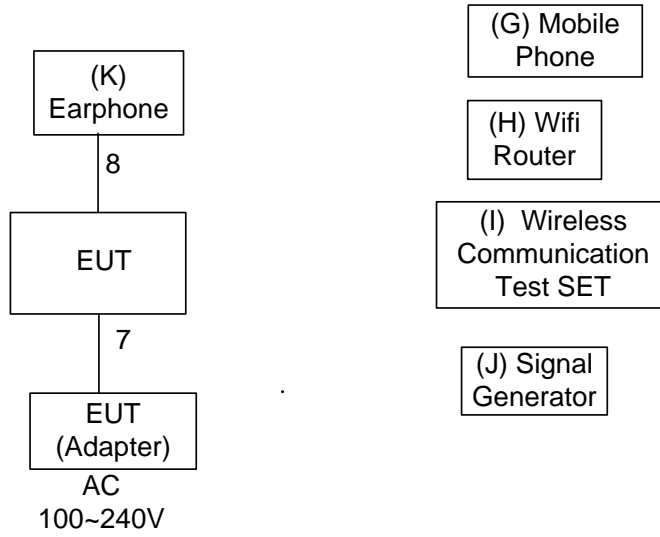 (K)
Earphone
8
EUT
7
EUT
(Adapter)
AC
100~240V
(G) Mobile
Phone
(H) Wifi
Router
(I) Wireless
Communication
Test SET
(J) Signal
Generator